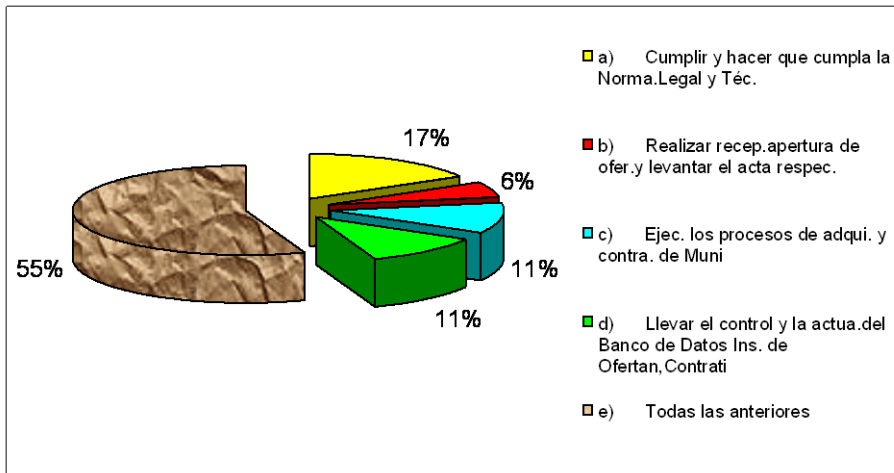 17%
6%
11%
11%
55%
a) Cumplir y hacer que cumpla la
Norma.Legal y Téc.
b) Realizar recep.apertura de
ofer.y levantar el acta respec.
c) Ejec. los procesos de adqui. y
contra. de Muni
d) Llevar el control y la actua.del
Banco de Datos Ins. de
Ofertan,Contrati
e) Todas las anteriores